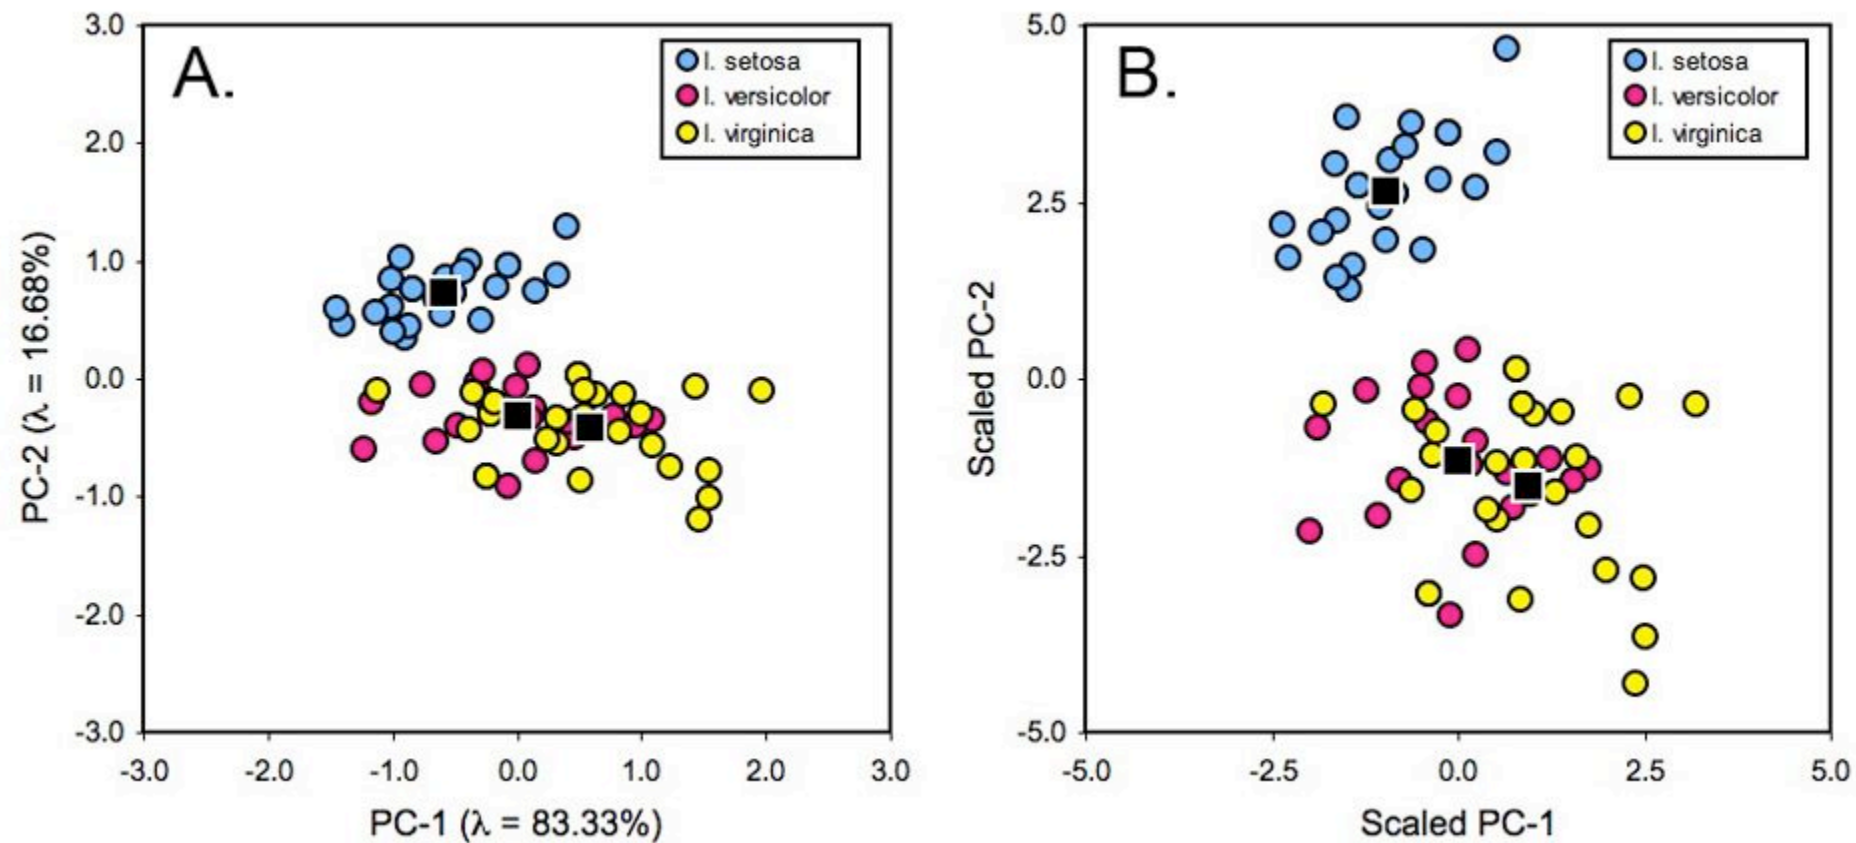 A.
I. setosa
I. versicolor
I. virginica
3.0
2.0
1.0
0.0
-1.0
-2.0
-3.0
PC-2 (λ = 16.68%)
-3.0 -2.0 -1.0 0.0 1.0 2.0 3.0
PC-1 (λ = 83.33%)
B.
I. setosa
I. versicolor
I. virginica
5.0
2.5
0.0
-2.5
-5.0
Scaled PC-2
-5.0 -2.5 0.0 2.5 5.0
Scaled PC-1